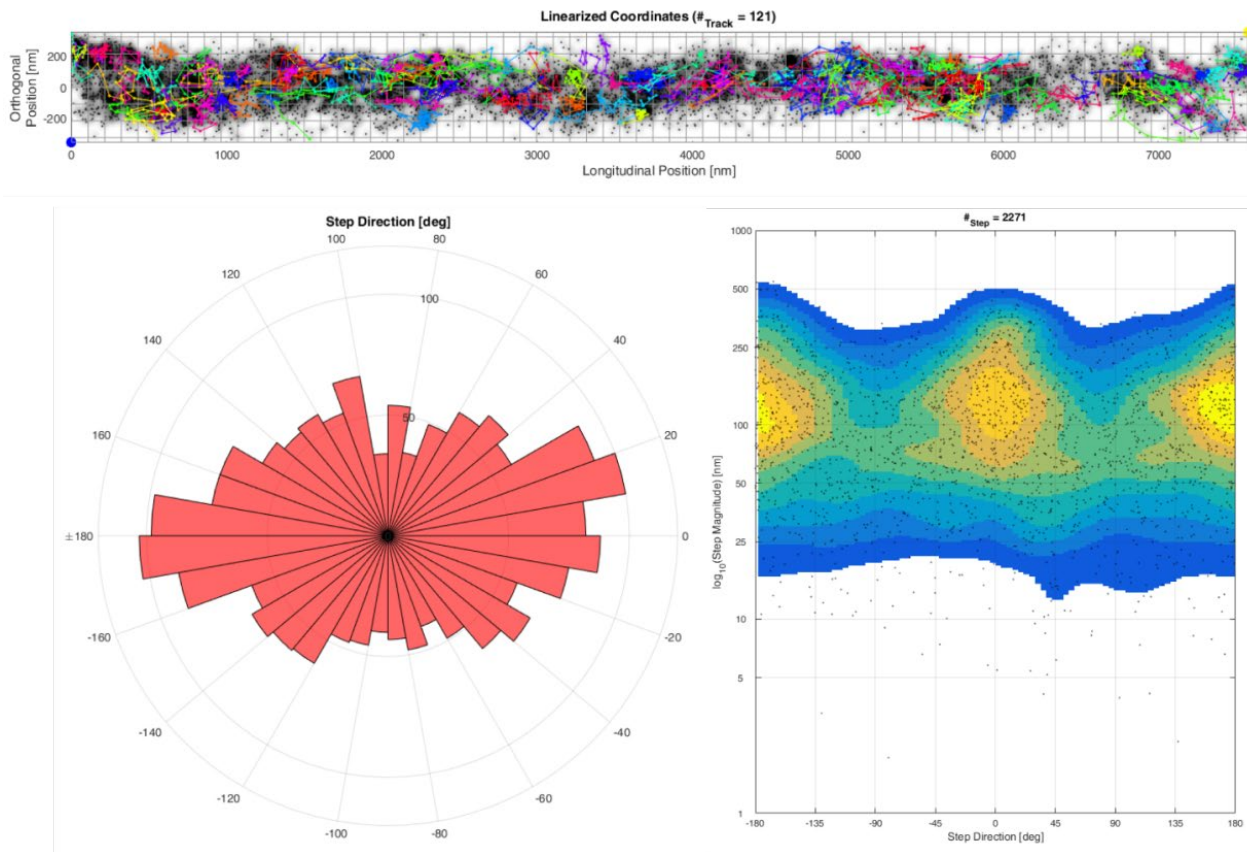 Linearized Coordinates (#Track = 121)
Orthogonal
Position [nm]
200
0
-200
0 1000 2000 3000 4000 5000 6000 7000
Longitudinal Position [nm]
Step Direction [deg]
100 80
120 60
100
140 40
50
160 20
±180 0
-160 -20
-140 -40
-120 -60
-100 -80
#Step = 2271
log10(Step Magnitude) [nm]
1000
500
250
100
50
25
10
5
1
-180 -135 -90 -45 0 45 90 135 180
Step Direction [deg]